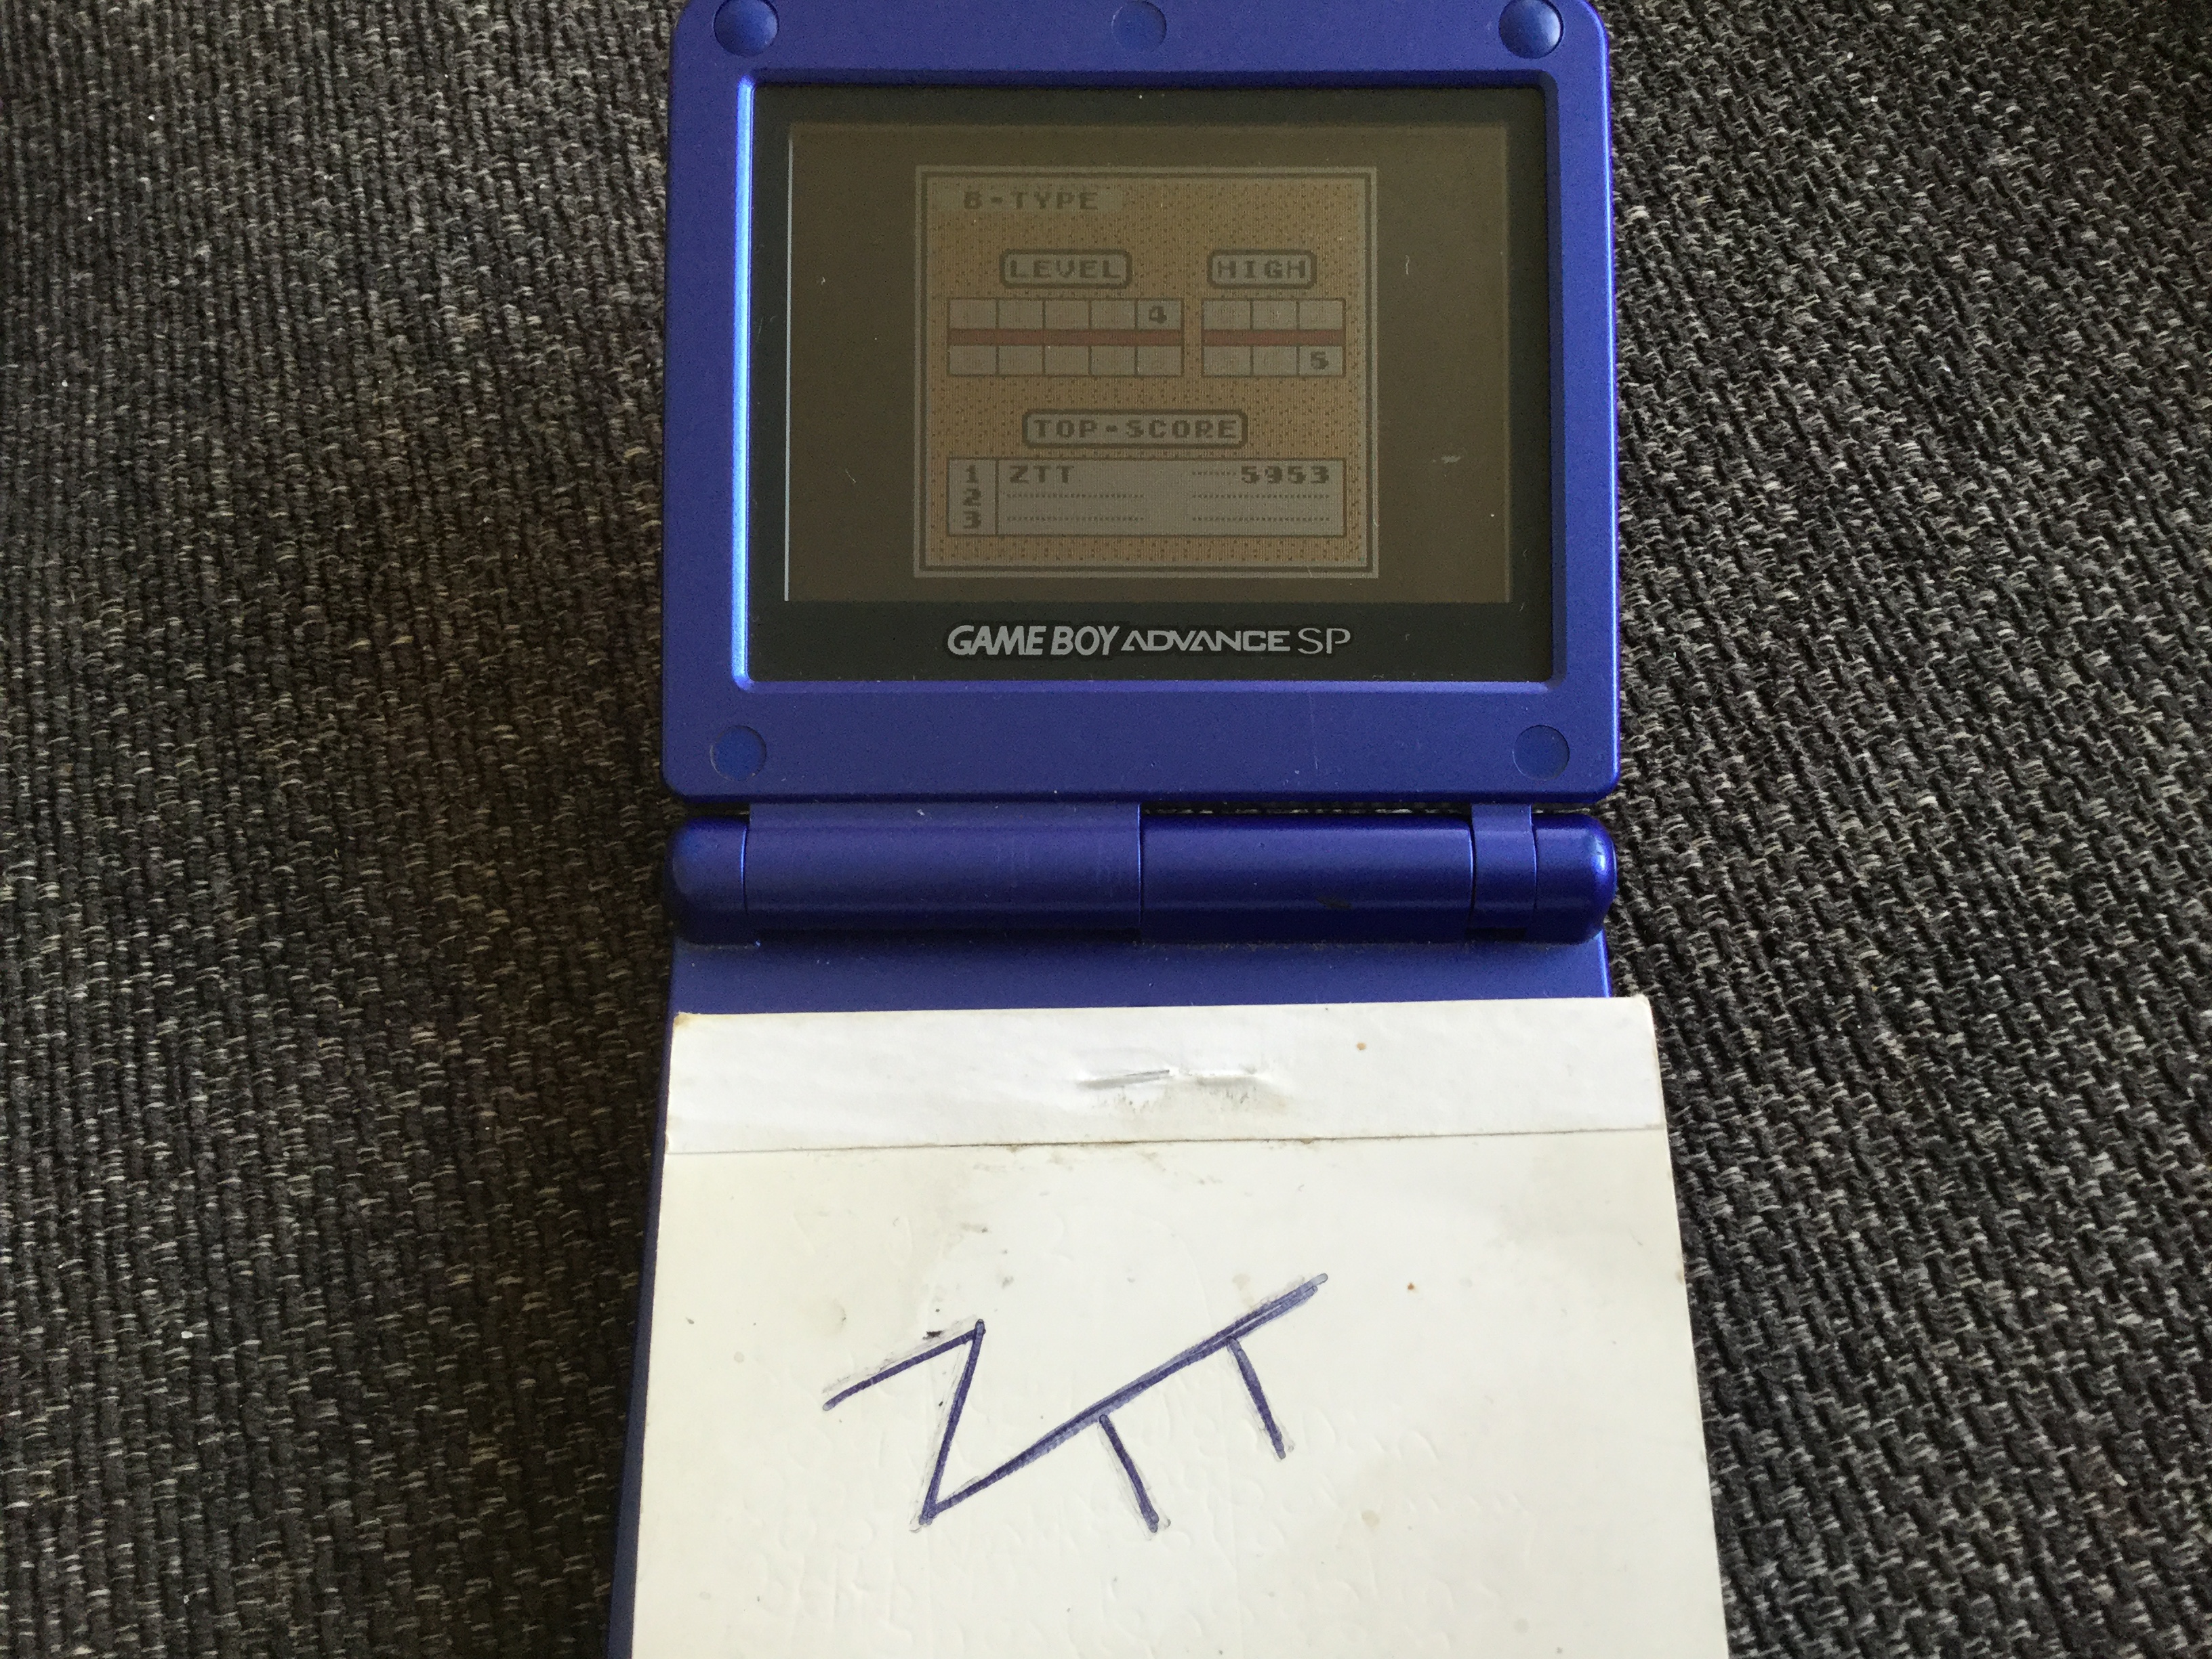 B-TYPE
LEVEL HIGH
4
5
TOP-SCORE
1 ZTT 5953
2
3
GAME BOY ADVANCE SP
ZTT